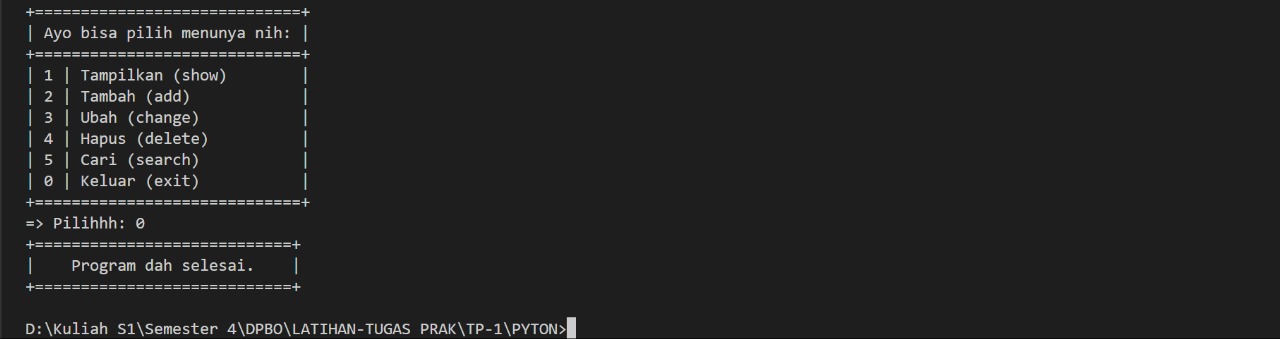 +=============================+
| Ayo bisa pilih menunya nih: |
+=============================+
| 1 | Tampilkan (show)        |
| 2 | Tambah (add)            |
| 3 | Ubah (change)           |
| 4 | Hapus (delete)          |
| 5 | Cari (search)           |
| 0 | Keluar (exit)           |
+=============================+
=> Pilihhh: 0
+============================+
|    Program dah selesai.    |
+============================+
D:\Kuliah S1\Semester 4\DPBO\LATIHAN-TUGAS PRAK\TP-1\PYTON>